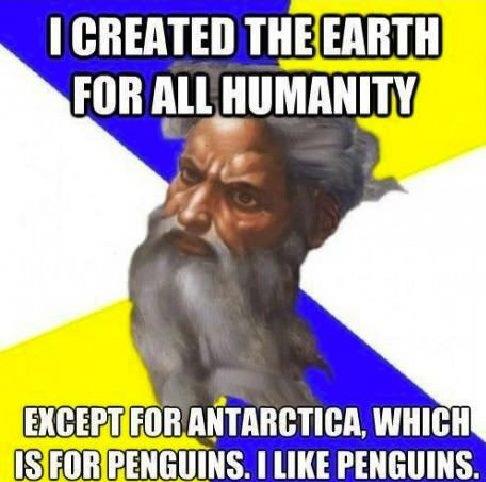 I CREATED THE EARTH
FOR ALL HUMANITY
EXCEPT FOR ANTARCTICA, WHICH
IS FOR PENGUINS. I LIKE PENGUINS.